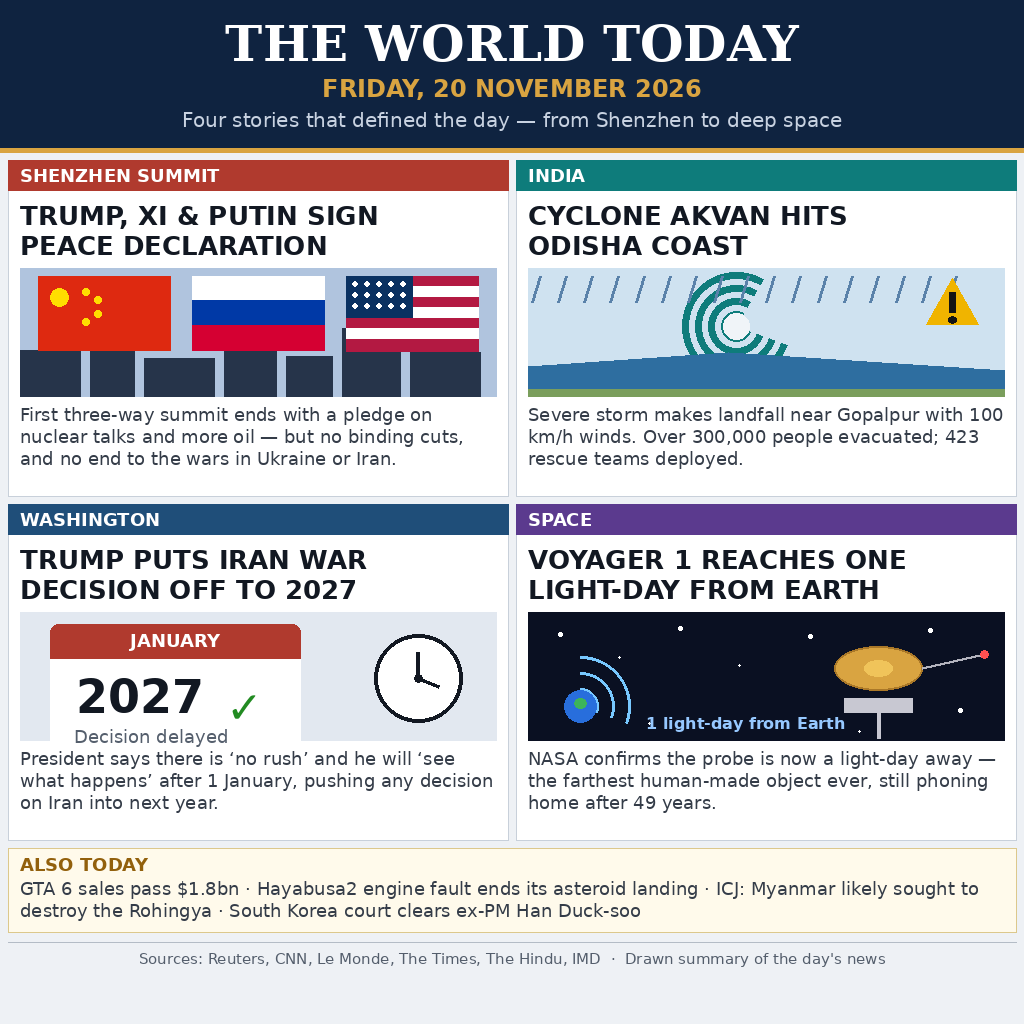 THE WORLD TODAY
FRIDAY, 20 NOVEMBER 2026
Four stories that defined the day — from Shenzhen to deep space
SHENZHEN SUMMIT
TRUMP, XI & PUTIN SIGN
PEACE DECLARATION
First three-way summit ends with a pledge on
nuclear talks and more oil — but no binding cuts,
and no end to the wars in Ukraine or Iran.
INDIA
CYCLONE AKVAN HITS
ODISHA COAST
Severe storm makes landfall near Gopalpur with 100
km/h winds. Over 300,000 people evacuated; 423
rescue teams deployed.
WASHINGTON
TRUMP PUTS IRAN WAR
DECISION OFF TO 2027
JANUARY
2027 ✓
Decision delayed
President says there is ‘no rush’ and he will ‘see
what happens’ after 1 January, pushing any decision
on Iran into next year.
SPACE
VOYAGER 1 REACHES ONE
LIGHT-DAY FROM EARTH
1 light-day from Earth
NASA confirms the probe is now a light-day away —
the farthest human-made object ever, still phoning
home after 49 years.
ALSO TODAY
GTA 6 sales pass $1.8bn · Hayabusa2 engine fault ends its asteroid landing · ICJ: Myanmar likely sought to
destroy the Rohingya · South Korea court clears ex-PM Han Duck-soo
Sources: Reuters, CNN, Le Monde, The Times, The Hindu, IMD · Drawn summary of the day's news